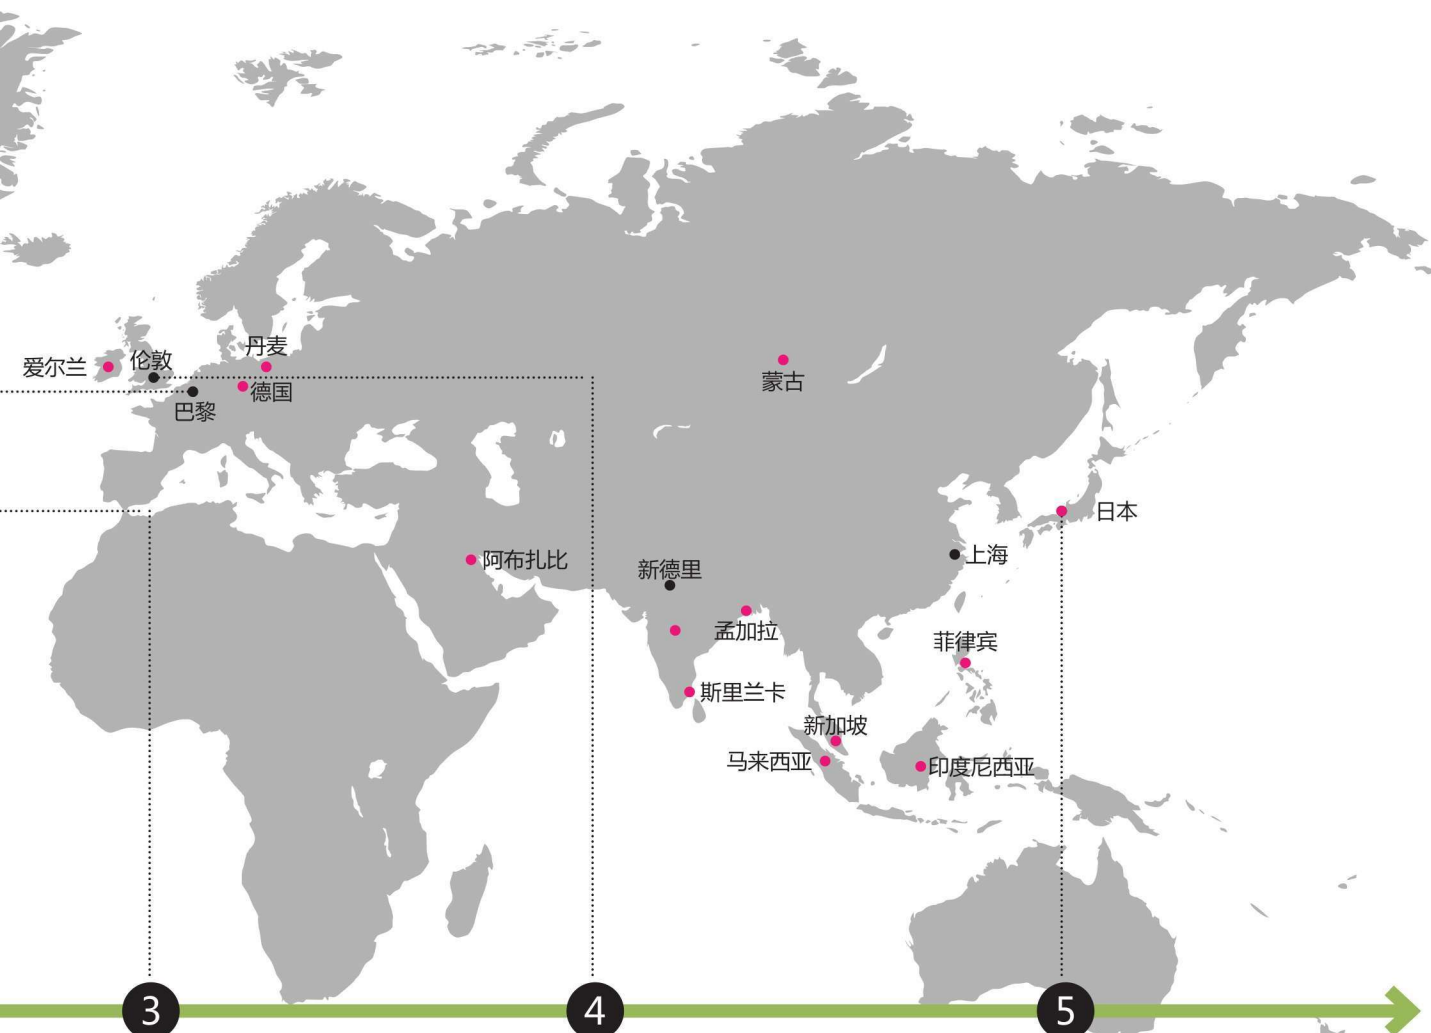 丹麦
爱尔兰
伦敦
德国
巴黎
蒙古
日本
上海
阿布扎比
新德里
孟加拉
菲律宾
斯里兰卡
新加坡
马来西亚
印度尼西亚
3
4
5